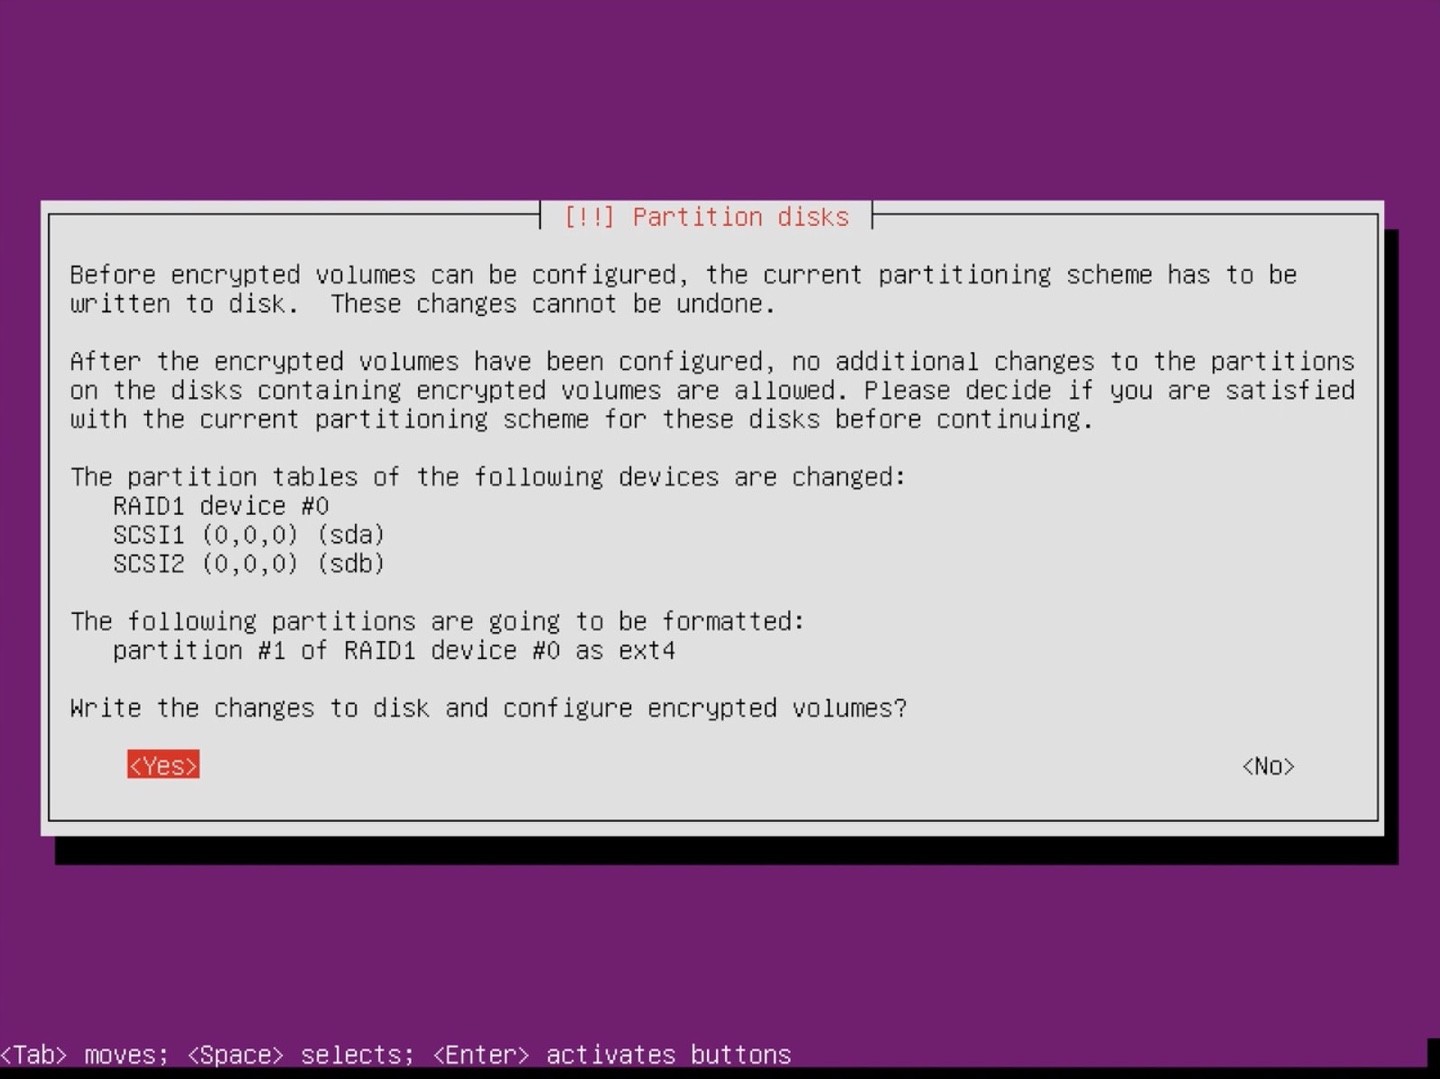 [!!] Partition disks
Before encrypted volumes can be configured, the current partitioning scheme has to be
written to disk.  These changes cannot be undone.
After the encrypted volumes have been configured, no additional changes to the partitions
on the disks containing encrypted volumes are allowed. Please decide if you are satisfied
with the current partitioning scheme for these disks before continuing.
The partition tables of the following devices are changed:
RAID1 device #0
SCSI1 (0,0,0) (sda)
SCSI2 (0,0,0) (sdb)
The following partitions are going to be formatted:
partition #1 of RAID1 device #0 as ext4
Write the changes to disk and configure encrypted volumes?
<Yes> <No>
<Tab> moves; <Space> selects; <Enter> activates buttons